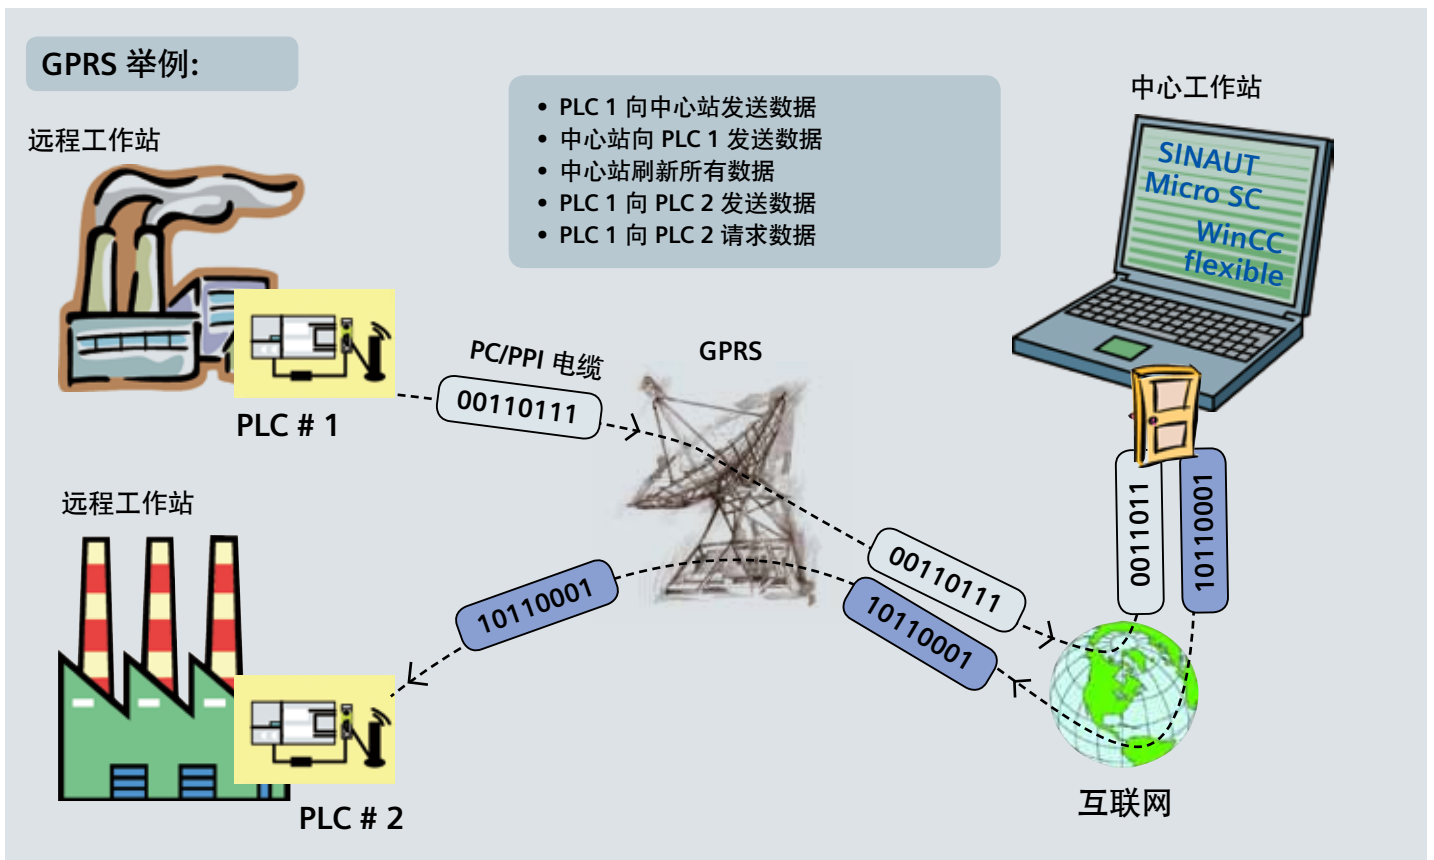 GPRS 举例:
• PLC 1 向中心站发送数据
• 中心站向 PLC 1 发送数据
• 中心站刷新所有数据
• PLC 1 向 PLC 2 发送数据
• PLC 1 向 PLC 2 请求数据
中心工作站
SINAUT
Micro SC
WinCC
flexible
远程工作站
PLC # 1
PC/PPI 电缆
00110111
GPRS
00110111
0011011
10110001
远程工作站
10110001
10110001
PLC # 2
互联网